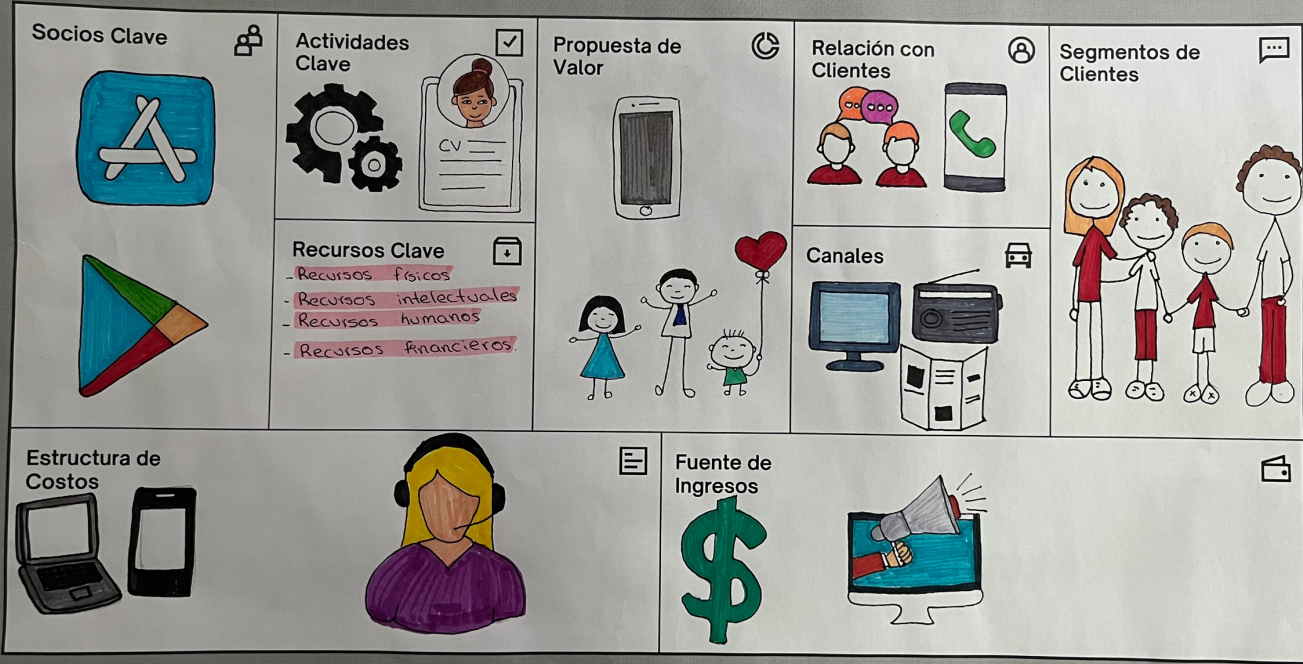 Socios Clave
Actividades
Clave
CV
Recursos Clave
- Recursos físicos
- Recursos intelectuales
- Recursos humanos
- Recursos financieros.
Propuesta de
Valor
Relación con
Clientes
Canales
Segmentos de
Clientes
Estructura de
Costos
Fuente de
Ingresos
$